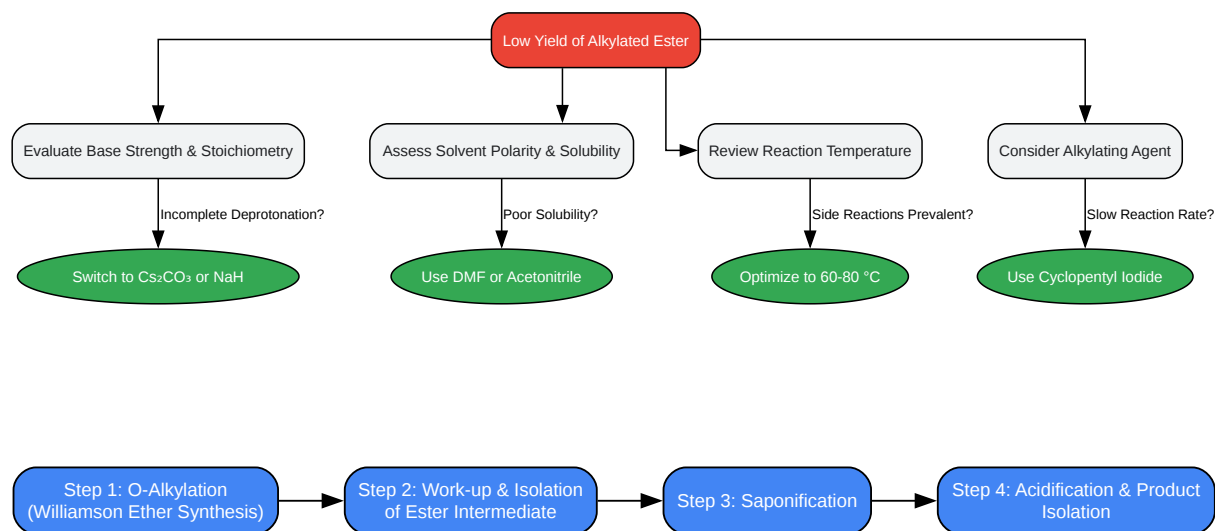 Low Yield of Alkylated Ester
Evaluate Base Strength & Stoichiometry
Assess Solvent Polarity & Solubility
Review Reaction Temperature
Consider Alkylating Agent
Incomplete Deprotonation?
Poor Solubility?
Side Reactions Prevalent?
Slow Reaction Rate?
Switch to Cs₂CO₃ or NaH
Use DMF or Acetonitrile
Optimize to 60-80 °C
Use Cyclopentyl Iodide
Step 1: O-Alkylation
(Williamson Ether Synthesis)
Step 2: Work-up & Isolation
of Ester Intermediate
Step 3: Saponification
Step 4: Acidification & Product
Isolation